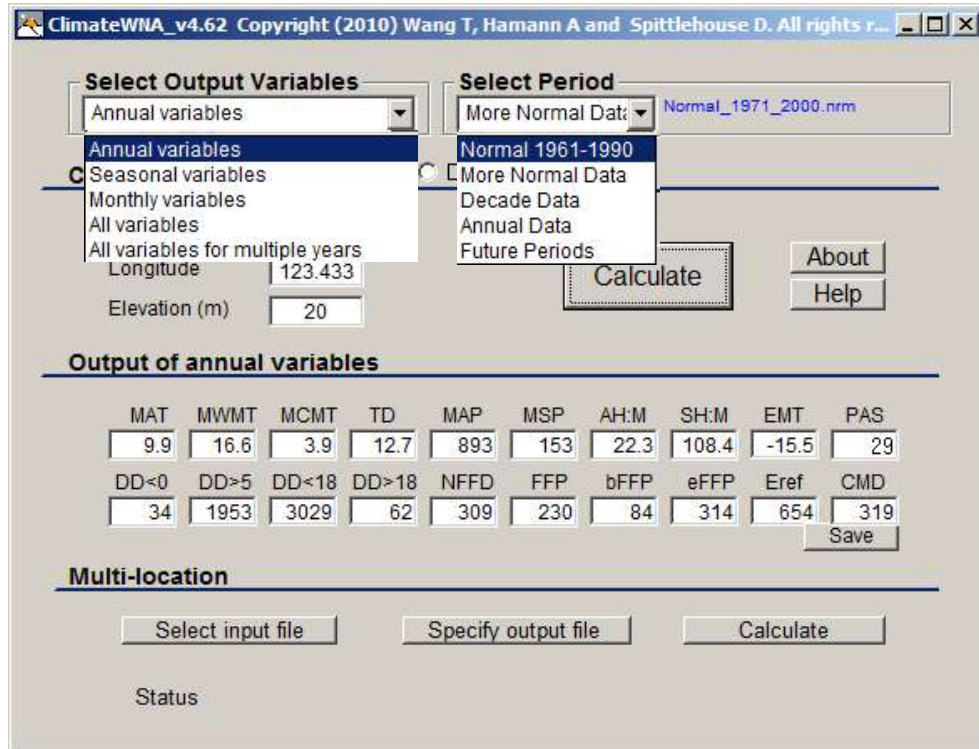 ClimateWNA_v4.62 Copyright (2010) Wang T, Hamann A and Spittlehouse D. All rights r...
Select Output Variables
Select Period
Annual variables
More Normal Data
Normal_1971_2000.nrm
Annual variables
Seasonal variables
Monthly variables
All variables
All variables for multiple years
Normal 1961-1990
More Normal Data
Decade Data
Annual Data
Future Periods
C
D
Longitude
123.433
Elevation (m)
20
Calculate
About
Help
Output of annual variables
MAT MWMT MCMT TD MAP MSP AH:M SH:M EMT PAS
9.9 16.6 3.9 12.7 893 153 22.3 108.4 -15.5 29
DD<0 DD>5 DD<18 DD>18 NFFD FFP bFFP eFFP Eref CMD
34 1953 3029 62 309 230 84 314 654 319
Save
Multi-location
Select input file
Specify output file
Calculate
Status